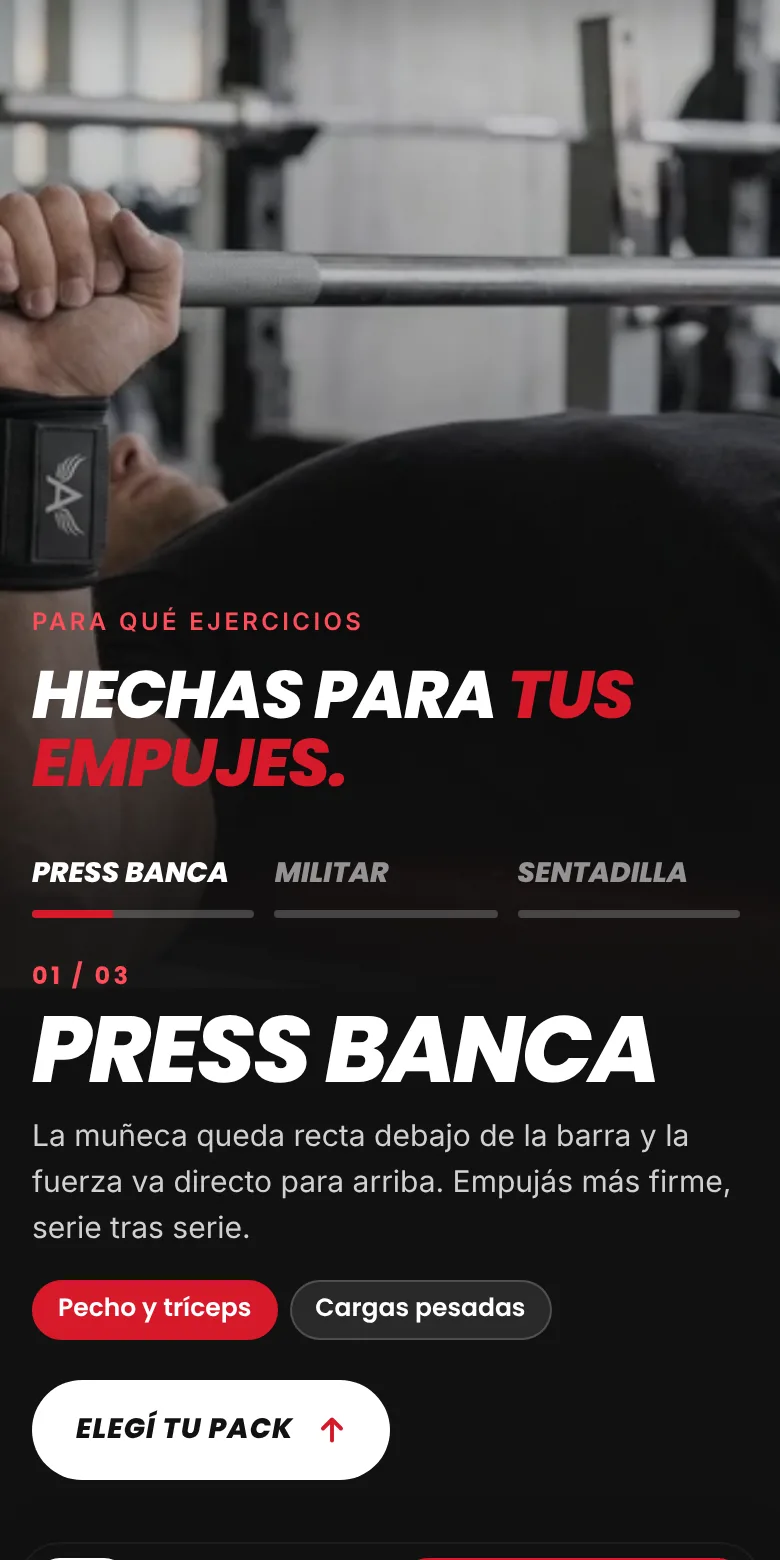 PARA QUÉ EJERCICIOS
HECHAS PARA TUS
EMPUJES.
PRESS BANCA MILITAR SENTADILLA
01 / 03
PRESS BANCA
La muñeca queda recta debajo de la barra y la
fuerza va directo para arriba. Empujás más firme,
serie tras serie.
Pecho y tríceps Cargas pesadas
ELEGÍ TU PACK